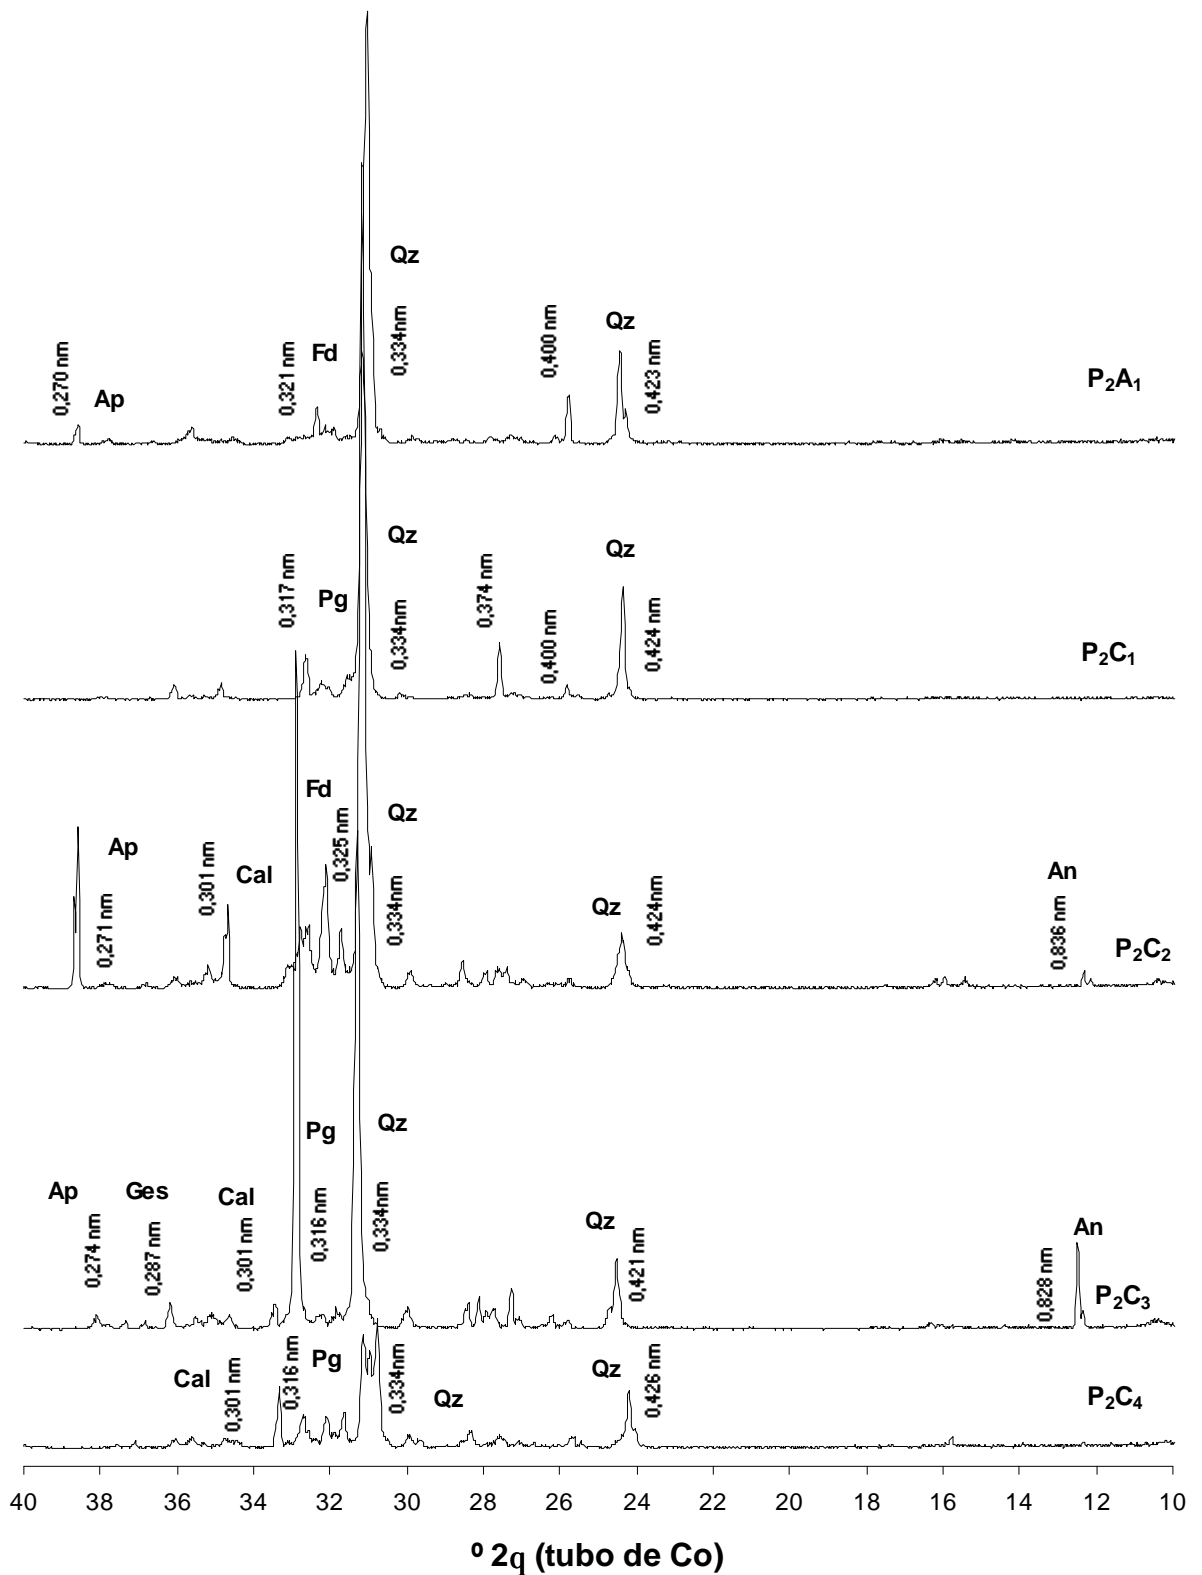 Qz
0,334nm
0,270 nm
Ap
0,321 nm
Fd
0,400 nm
Qz
0,423 nm
P₂A₁
0,317 nm
Pg
Qz
0,334nm
0,374 nm
0,400 nm
Qz
0,424 nm
P₂C₁
Ap
0,271 nm
0,301 nm
Cal
Fd
0,325 nm
Qz
0,334nm
Qz
0,424nm
An
0,836 nm
P₂C₂
Ap
0,274 nm
Ges
0,287 nm
Cal
0,301 nm
Pg
0,316 nm
Qz
0,334nm
Qz
0,421 nm
An
0,828 nm
P₂C₃
Cal
0,301 nm
0,316 nm
Pg
0,334nm
Qz
Qz
0,426 nm
P₂C₄
40 38 36 34 32 30 28 26 24 22 20 18 16 14 12 10
º 2q (tubo de Co)